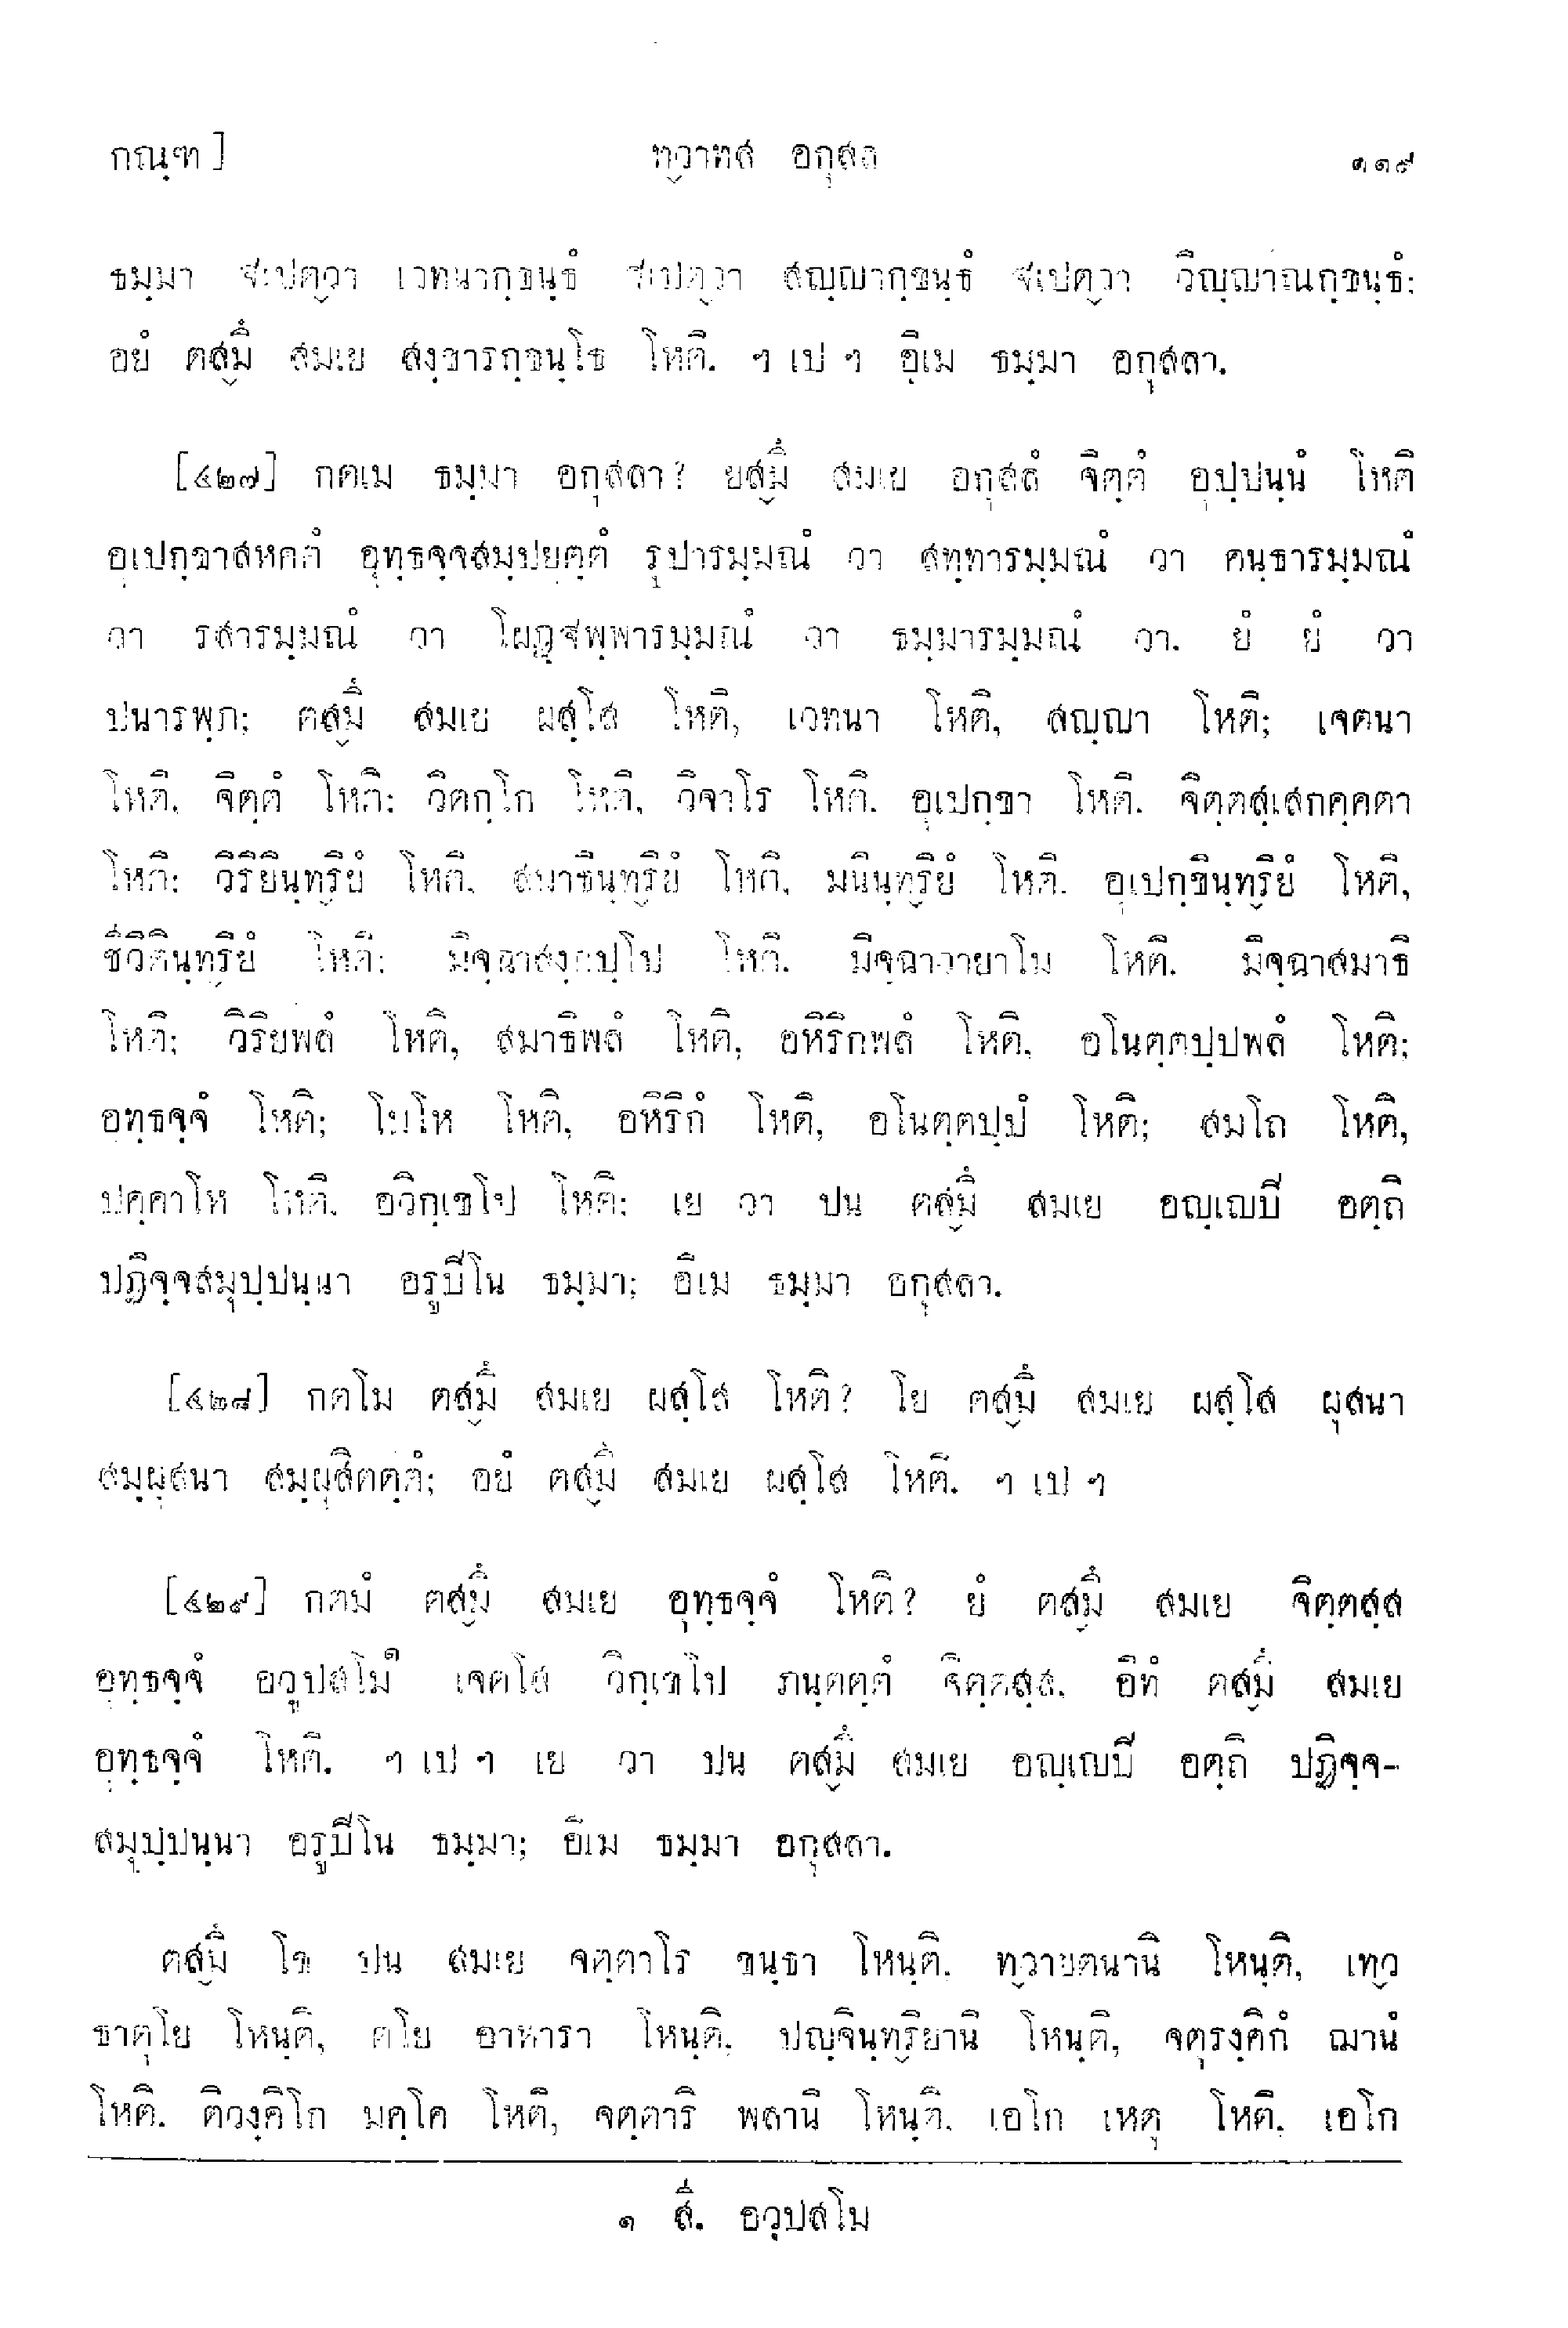 กณฺฑ]	ทฺวาทส อกุสล	๑๑๙
ธมฺมา ฐเปตฺวา เวทนากฺขนฺธํ ฐเปตฺวา สญฺญากฺขนฺธํ ฐเปตฺวา วิญฺญาณกฺขนฺธํ:
อยํ ตสฺมึ สมเย สงฺขารกฺขนฺโธ โหติ. ฯ เป ฯ อิเม ธมฺมา อกุสลา.
[๔๒๗] กตเม ธมฺมา อกุสลา? ยสฺมึ สมเย อกุสลํ จิตฺตํ อุปฺปนฺนํ โหติ
อุเปกฺขาสหคตํ อุทฺธจฺจสมฺปยุตฺตํ รูปารมฺมณํ วา สทฺทารมฺมณํ วา คนฺธารมฺมณํ
วา รสารมฺมณํ วา โผฏฺฐพฺพารมฺมณํ วา ธมฺมารมฺมณํ วา. ยํ ยํ วา
ปนารพฺภ; ตสฺมึ สมเย ผสฺโส โหติ, เวทนา โหติ, สญฺญา โหติ; เจตนา
โหติ, จิตฺตํ โหติ: วิตกฺโก โหติ, วิจาโร โหติ. อุเปกฺขา โหติ. จิตฺตสฺเสกคฺคตา
โหติ: วิริยินฺทฺริยํ โหติ, สมาธินฺทฺริยํ โหติ, มนินฺทฺริยํ โหติ. อุเปกฺขินฺทฺริยํ โหติ,
ชีวิตินฺทฺริยํ โหติ: มิจฺฉาสงฺกปฺโป โหติ. มิจฺฉาวายาโม โหติ. มิจฺฉาสมาธิ
โหติ; วิริยพลํ โหติ, สมาธิพลํ โหติ, อหิริกพลํ โหติ, อโนตฺตปฺปพลํ โหติ;
อุทฺธจฺจํ โหติ; โมโห โหติ, อหิริกํ โหติ, อโนตฺตปฺปํ โหติ; สมโถ โหติ,
ปคฺคาโห โหติ, อวิกฺเขโป โหติ: เย วา ปน ตสฺมึ สมเย อญฺเญปี อตฺถิ
ปฏิจฺจสมุปฺปนฺนา อรูปิโน ธมฺมา; อิเม ธมฺมา อกุสลา.
[๔๒๘] กตโม ตสฺมึ สมเย ผสฺโส โหติ? โย ตสฺมึ สมเย ผสฺโส ผุสนา
สมฺผุสนา สมฺผุสิตตฺตํ; อยํ ตสฺมึ สมเย ผสฺโส โหติ. ฯ เป ฯ
[๔๒๙] กตมํ ตสฺมึ สมเย อุทฺธจฺจํ โหติ? ยํ ตสฺมึ สมเย จิตฺตสฺส
อุทฺธจฺจํ อวูปสโม๑ เจตโส วิกฺเขโป ภนฺตตฺตํ จิตฺตสฺส, อิทํ ตสฺมึ สมเย
อุทฺธจฺจํ โหติ. ฯ เป ฯ เย วา ปน ตสฺมึ สมเย อญฺเญปิ อตฺถิ ปฏิจฺจ-
สมุปฺปนฺนา อรูปิโน ธมฺมา; อิเม ธมฺมา อกุสลา.
ตสฺมึ โข ปน สมเย จตฺตาโร ขนฺธา โหนฺติ. ทฺวายตนานิ โหนฺติ, เทฺว
ธาตุโย โหนฺติ, ตโย อาหารา โหนฺติ, ปญฺจินฺทฺริยานิ โหนฺติ, จตุรงฺคิกํ ฌานํ
โหติ. ติวงฺคิโก มคฺโค โหติ, จตฺตาริ พลานิ โหนฺติ, เอโก เหตุ โหติ. เอโก
๑ สี. อวุปสโม